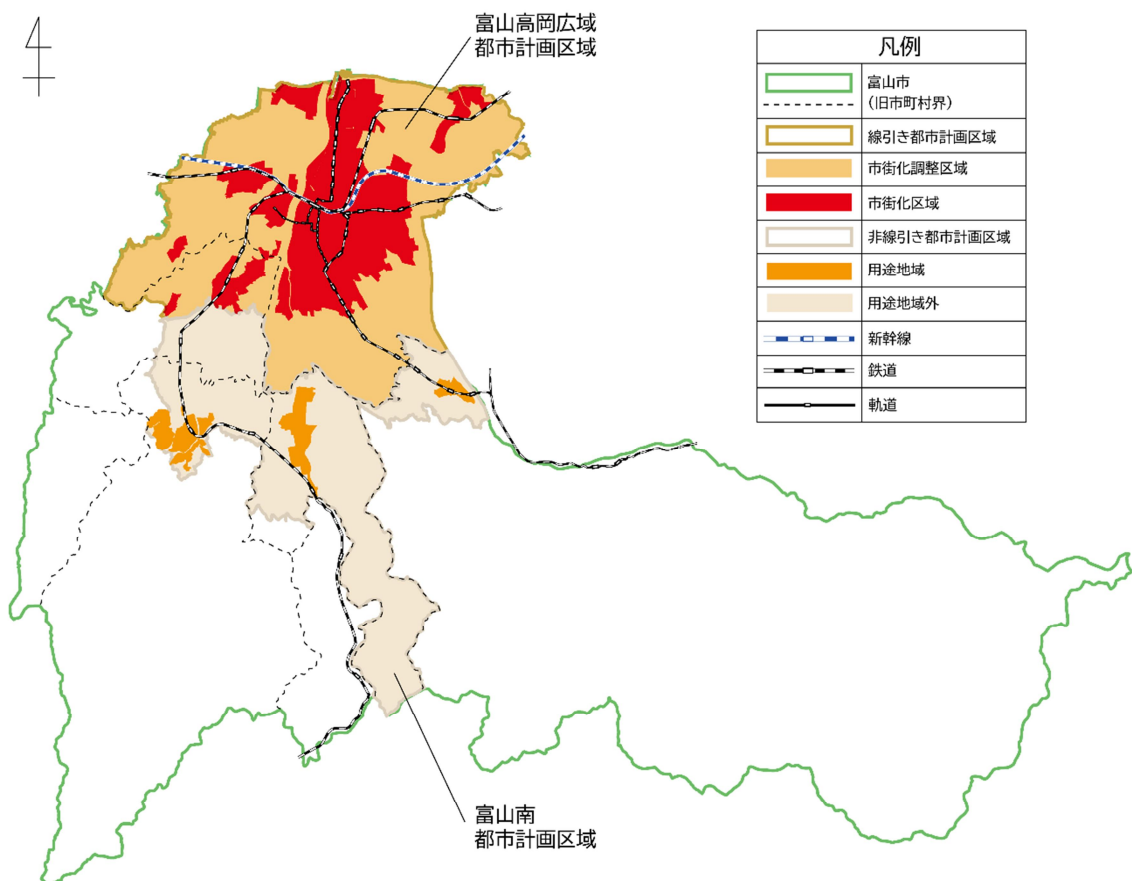 富山高岡広域
都市計画区域
凡例
富山市
(旧市町村界)
線引き都市計画区域
市街化調整区域
市街化区域
非線引き都市計画区域
用途地域
用途地域外
新幹線
鉄道
軌道
富山南
都市計画区域